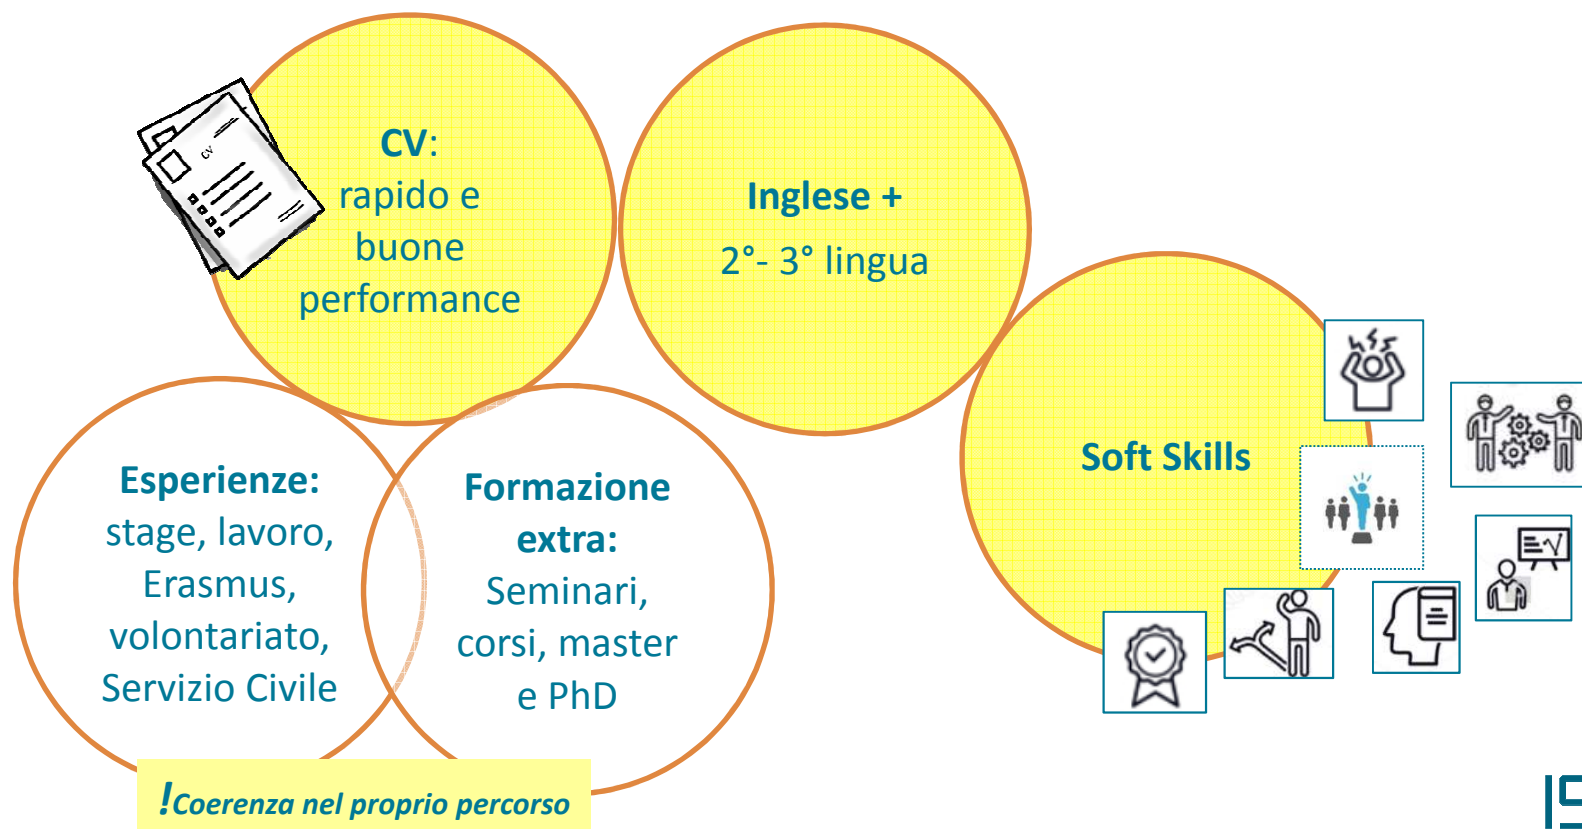 CV:
rapido e
buone
performance
CV
Inglese +
2°- 3° lingua
Soft Skills
Esperienze:
stage, lavoro,
Erasmus,
volontariato,
Servizio Civile
Formazione
extra:
Seminari,
corsi, master
e PhD
!Coerenza nel proprio percorso